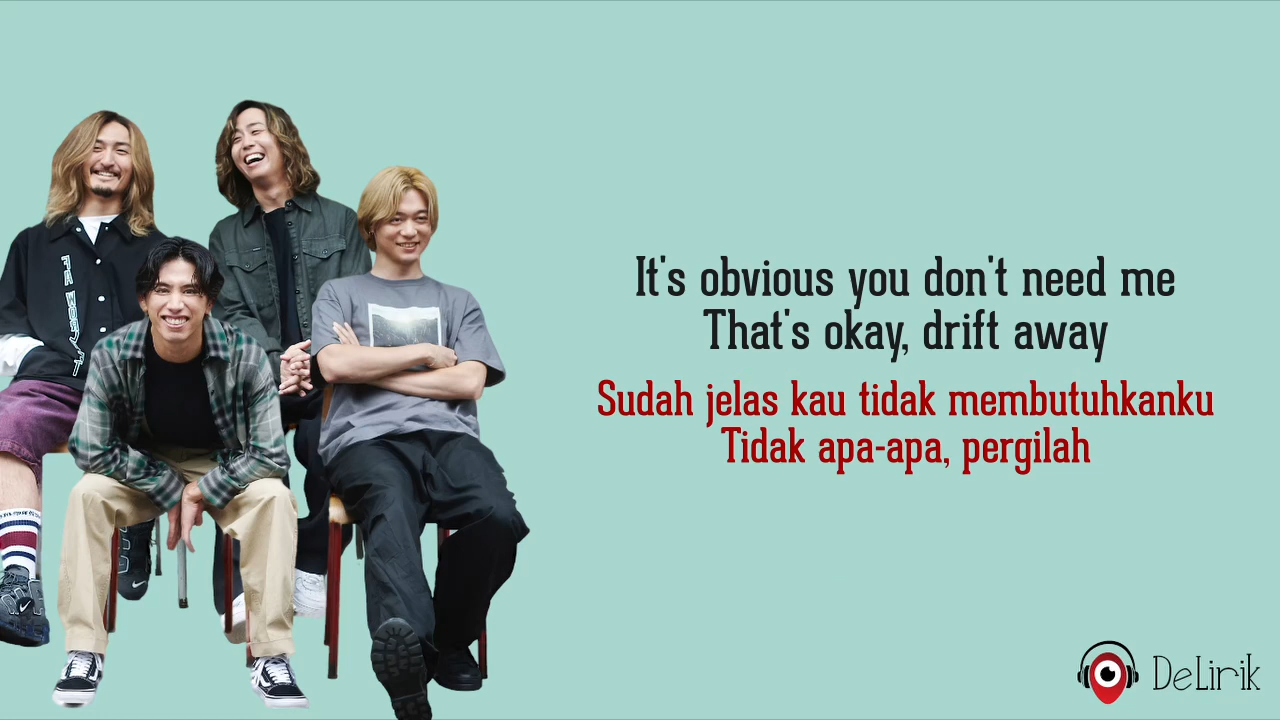 It's obvious you don't need me
That's okay, drift away
Sudah jelas kau tidak membutuhkanku
Tidak apa-apa, pergilah
DeLirik